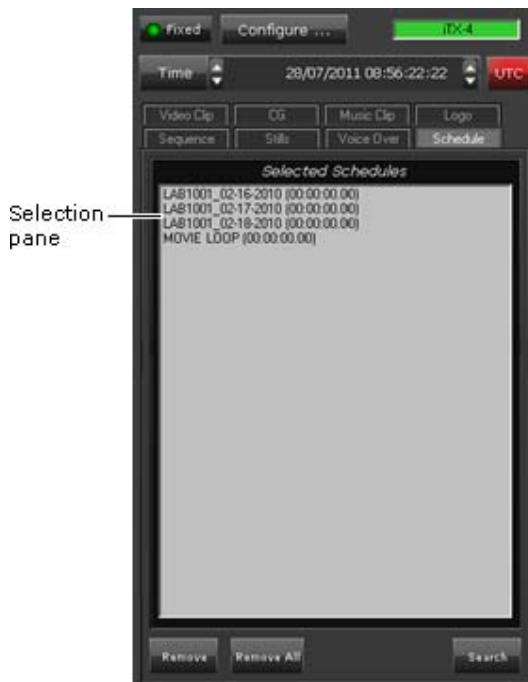 Fixed Configure ... iTX-4
Time 28/07/2011 08:56:22:22 UTC
Video Clip CG Music Clip Logo
Sequence Stills Voice Over Schedule
Selected Schedules
LAB1001_02-16-2010 (00:00:00.00)
LAB1001_02-17-2010 (00:00:00.00)
LAB1001_02-18-2010 (00:00:00.00)
MOVIE LOOP (00:00:00.00)
Selection
pane
Remove Remove All Search